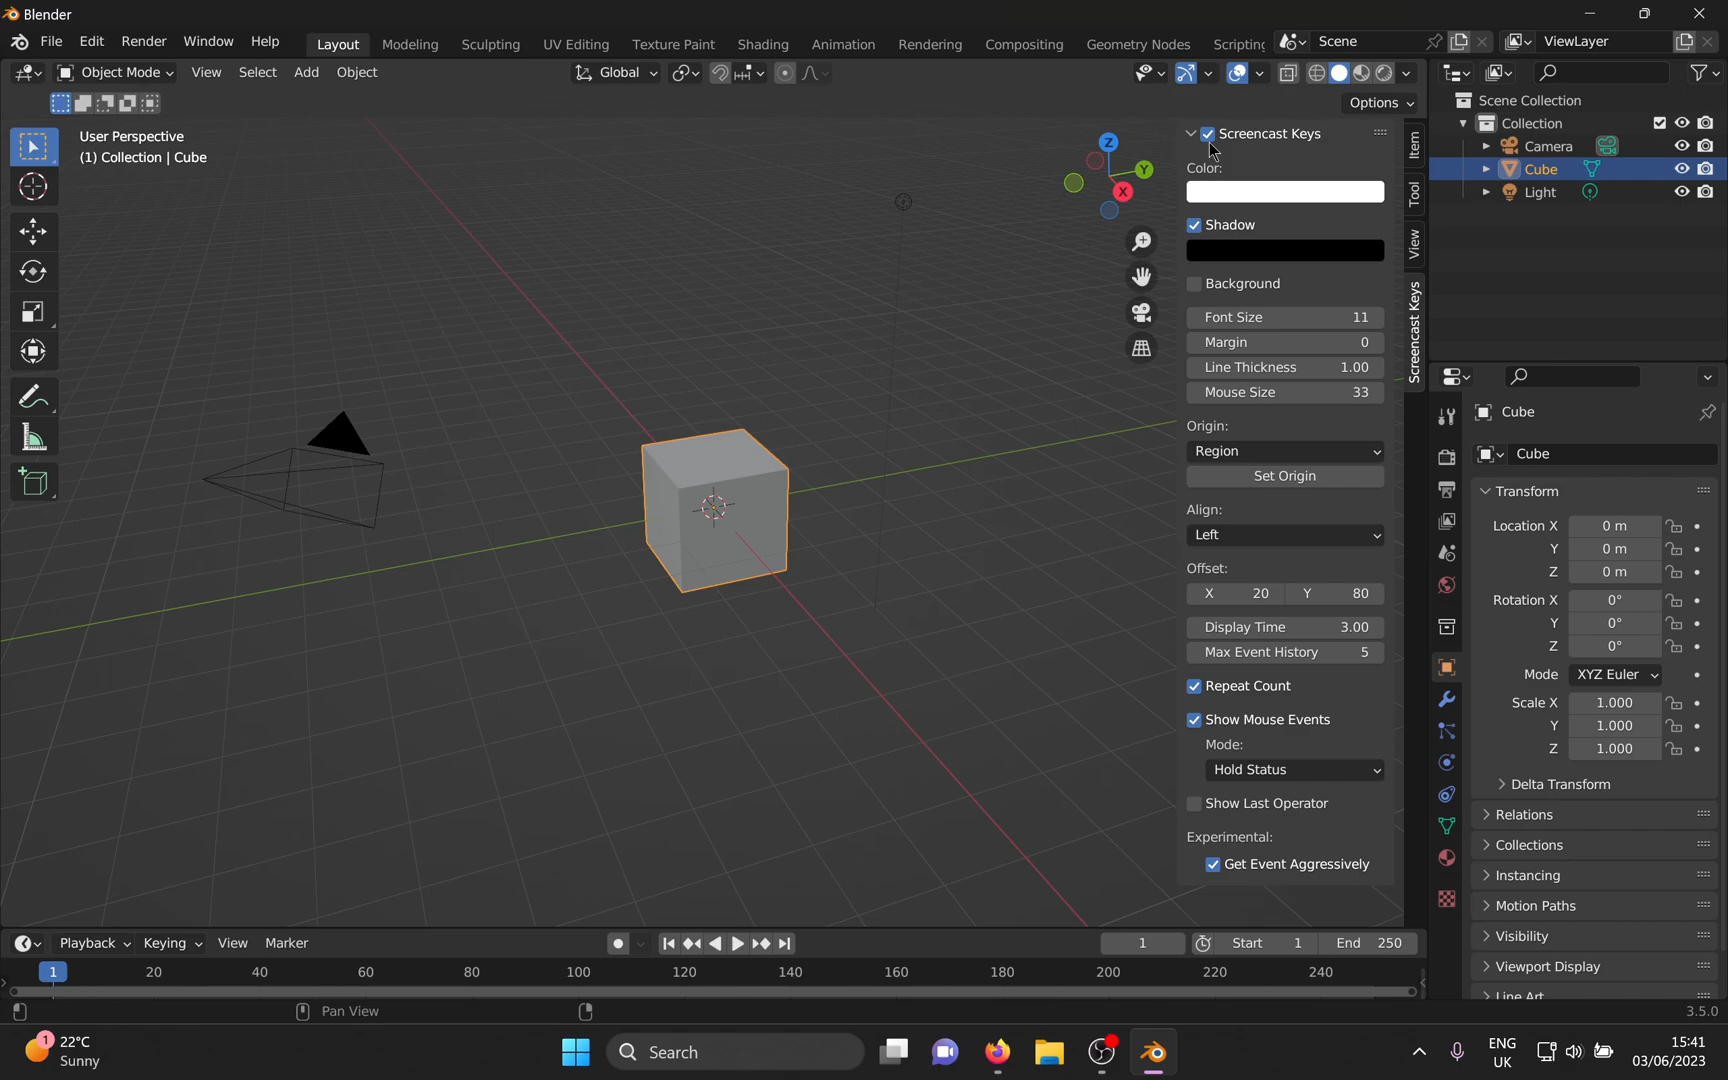 Blender
File Edit Render Window Help Layout Modeling Sculpting UV Editing Texture Paint Shading Animation Rendering Compositing Geometry Nodes Scripting Scene ViewLayer
Object Mode View Select Add Object Global
Options
User Perspective
(1) Collection | Cube
Z
Y
X
Screencast Keys
Color:
Shadow
Background
Font Size 11
Margin 0
Line Thickness 1.00
Mouse Size 33
Origin:
Region
Set Origin
Align:
Left
Offset:
X 20 Y 80
Display Time 3.00
Max Event History 5
Repeat Count
Show Mouse Events
Mode:
Hold Status
Show Last Operator
Experimental:
Get Event Aggressively
Item
Tool
View
Screencast Keys
Scene Collection
Collection
Camera
Cube
Light
Cube
Cube
Transform
Location X 0 m
Y 0 m
Z 0 m
Rotation X 0°
Y 0°
Z 0°
Mode XYZ Euler
Scale X 1.000
Y 1.000
Z 1.000
Delta Transform
Relations
Collections
Instancing
Motion Paths
Visibility
Viewport Display
Line Art
Playback Keying View Marker 1 Start 1 End 250
1 20 40 60 80 100 120 140 160 180 200 220 240
Pan View 3.5.0
1 22°C
Sunny
Search
ENG
UK
15:41
03/06/2023